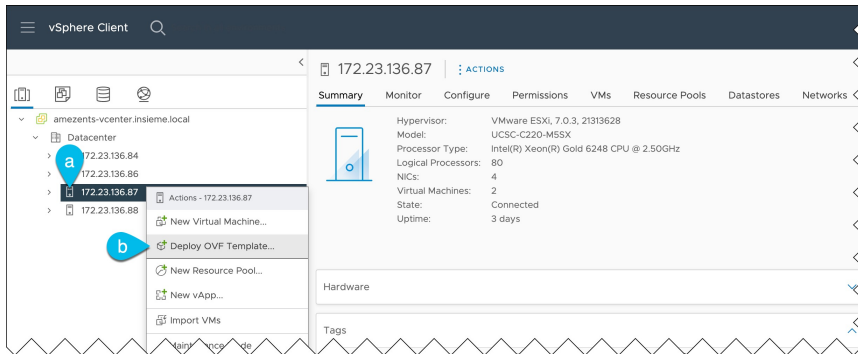 vSphere Client
172.23.136.87
ACTIONS
Summary Monitor Configure Permissions VMs Resource Pools Datastores Networks
amezents-vcenter.insieme.local
Datacenter
172.23.136.84
a
172.23.136.86
172.23.136.87
172.23.136.88
Actions - 172.23.136.87
New Virtual Machine...
b
Deploy OVF Template...
New Resource Pool...
New vApp...
Import VMs
Hypervisor: VMware ESXi, 7.0.3, 21313628
Model: UCSC-C220-M5SX
Processor Type: Intel(R) Xeon(R) Gold 6248 CPU @ 2.50GHz
Logical Processors: 80
NICs: 4
Virtual Machines: 2
State: Connected
Uptime: 3 days
Hardware
Tags